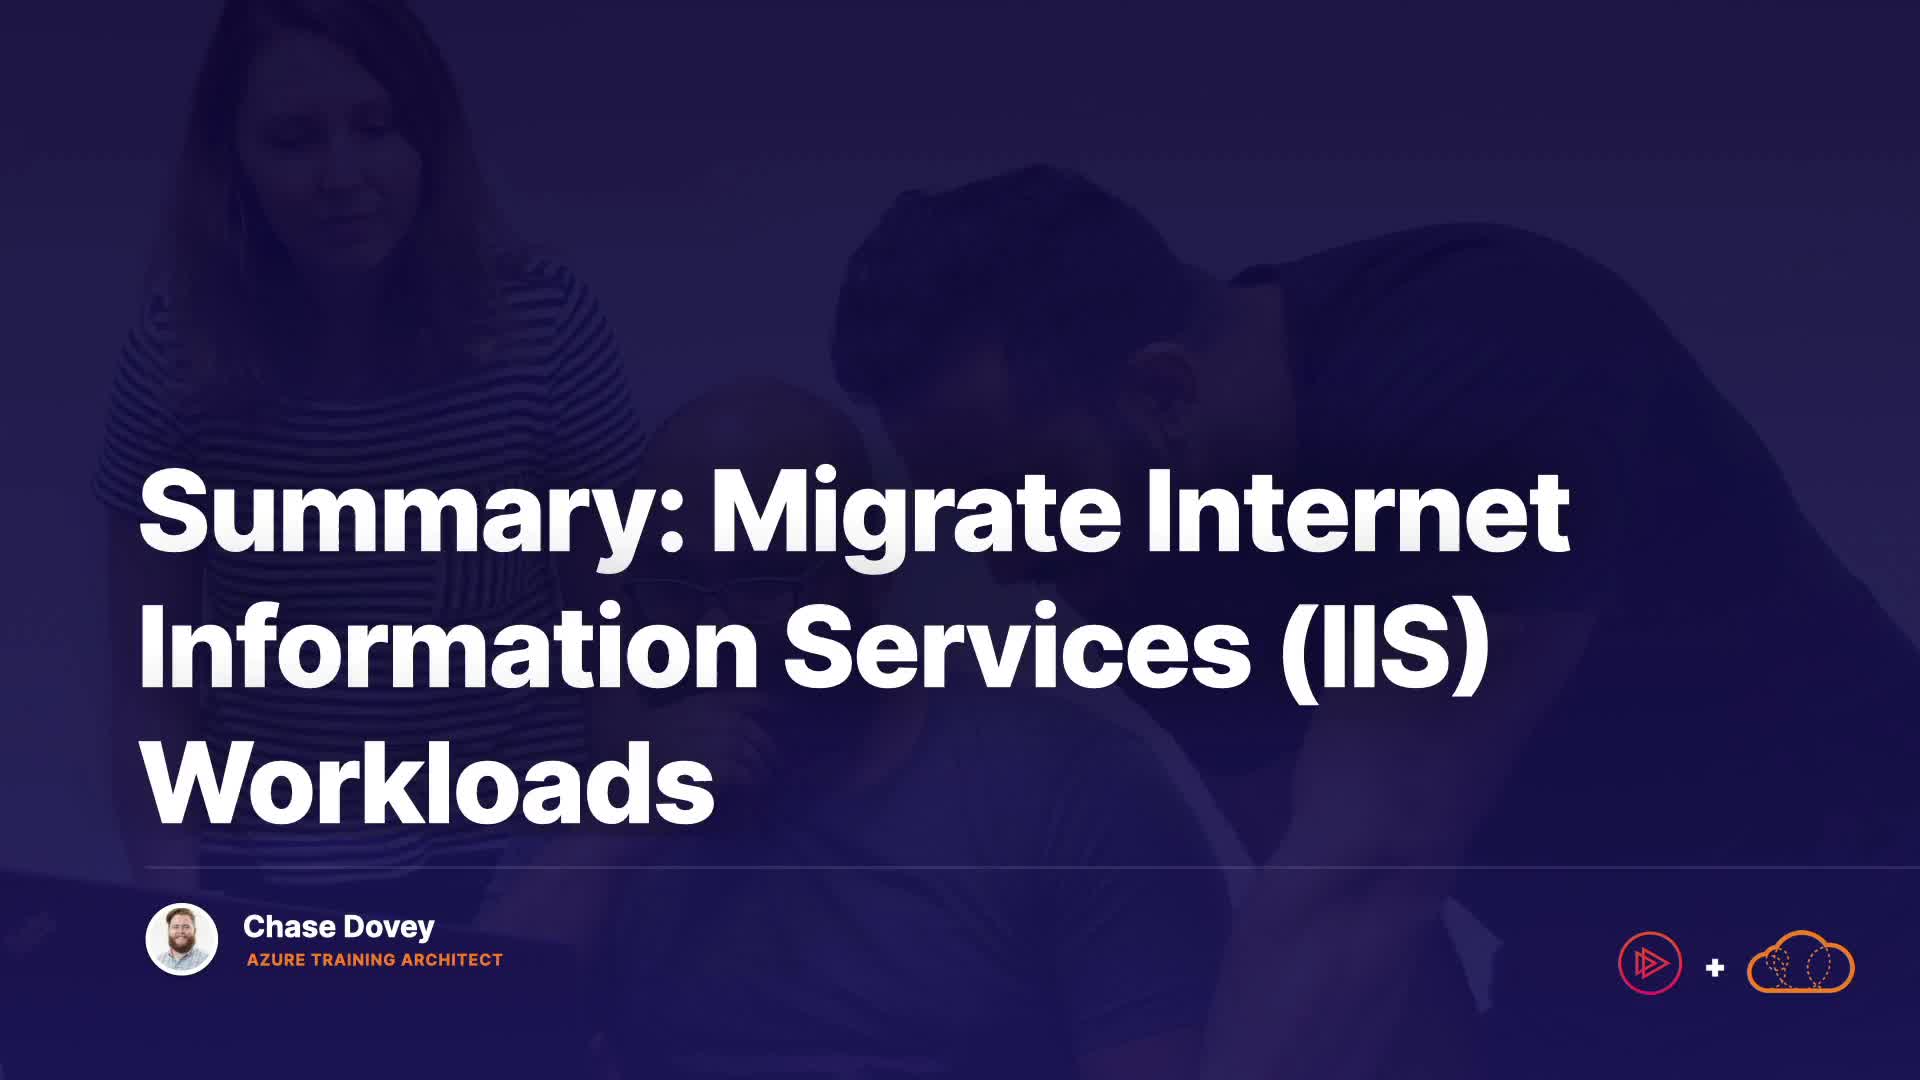 Summary: Migrate Internet
Information Services (IIS)
Workloads
Chase Dovey
AZURE TRAINING ARCHITECT
+